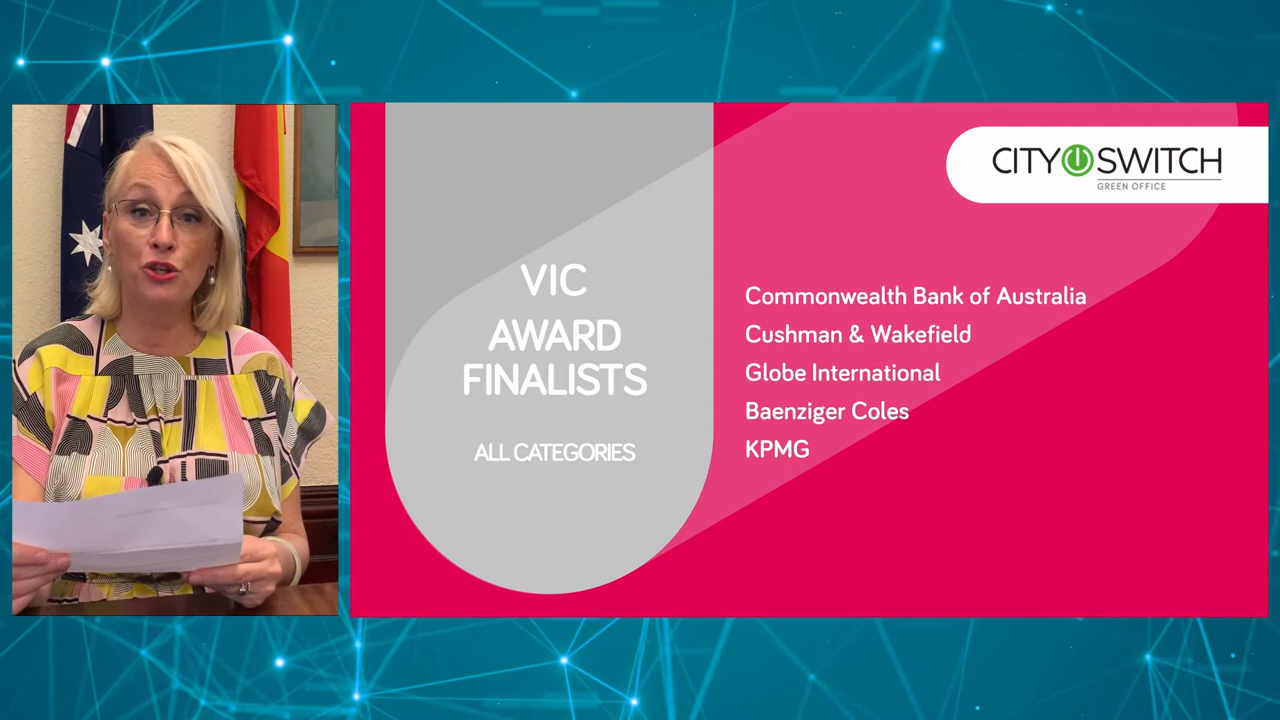 CITY SWITCH
GREEN OFFICE
VIC
AWARD
FINALISTS
ALL CATEGORIES
Commonwealth Bank of Australia
Cushman & Wakefield
Globe International
Baenziger Coles
KPMG